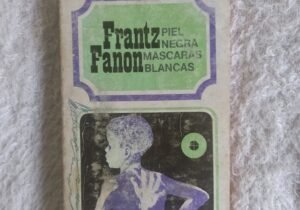 Frantz
Fanon
PIEL
NEGRA
MASCARAS
BLANCAS